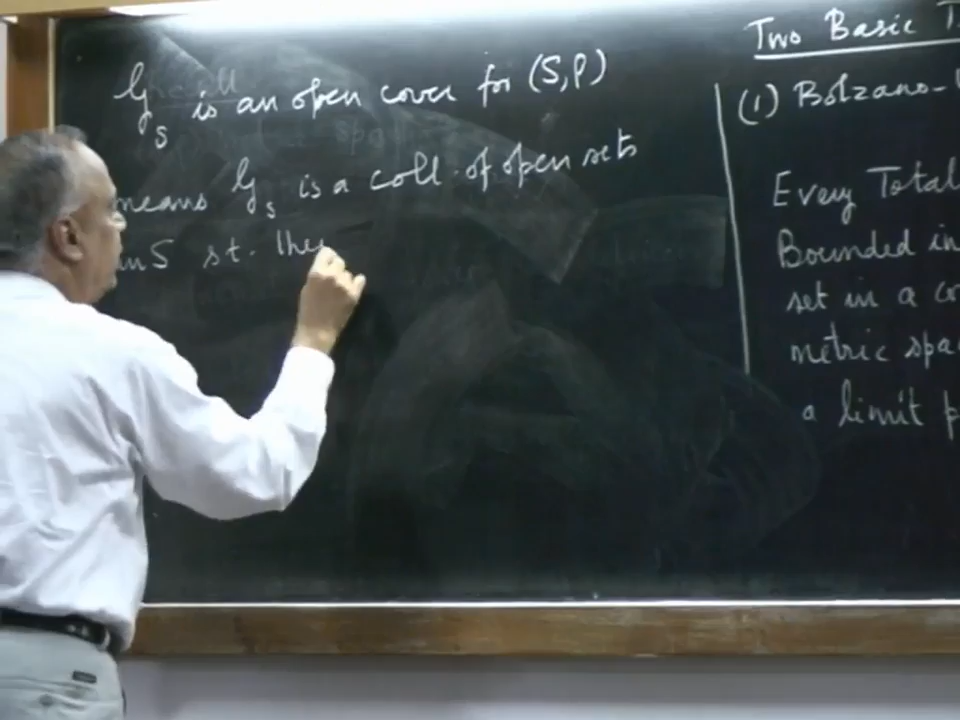 𝒢s is an open cover for (S,ρ)
means 𝒢s is a coll. of open sets
in S st. the
Two Basic T
(1) Bolzano-
Every Total
Bounded in
set in a co
metric spa
a limit p